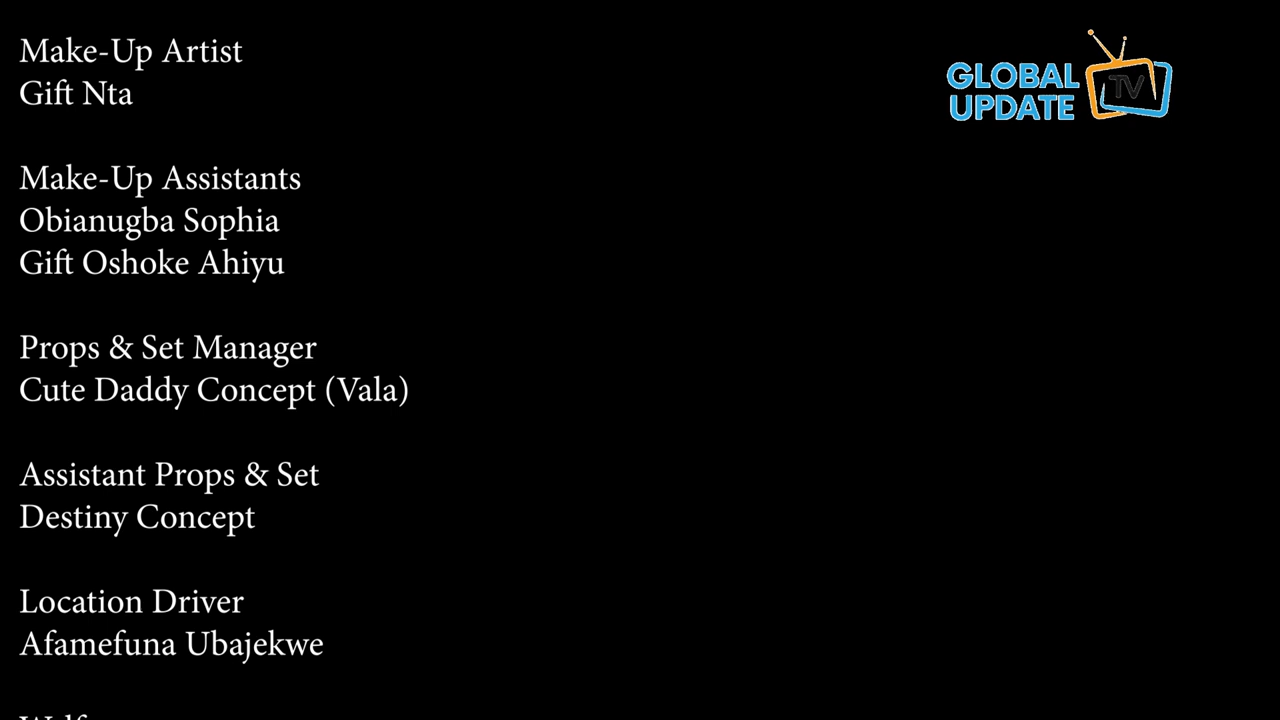 Make-Up Artist
Gift Nta
GLOBAL
UPDATE
TV
Make-Up Assistants
Obianugba Sophia
Gift Oshoke Ahiyu
Props & Set Manager
Cute Daddy Concept (Vala)
Assistant Props & Set
Destiny Concept
Location Driver
Afamefuna Ubajekwe